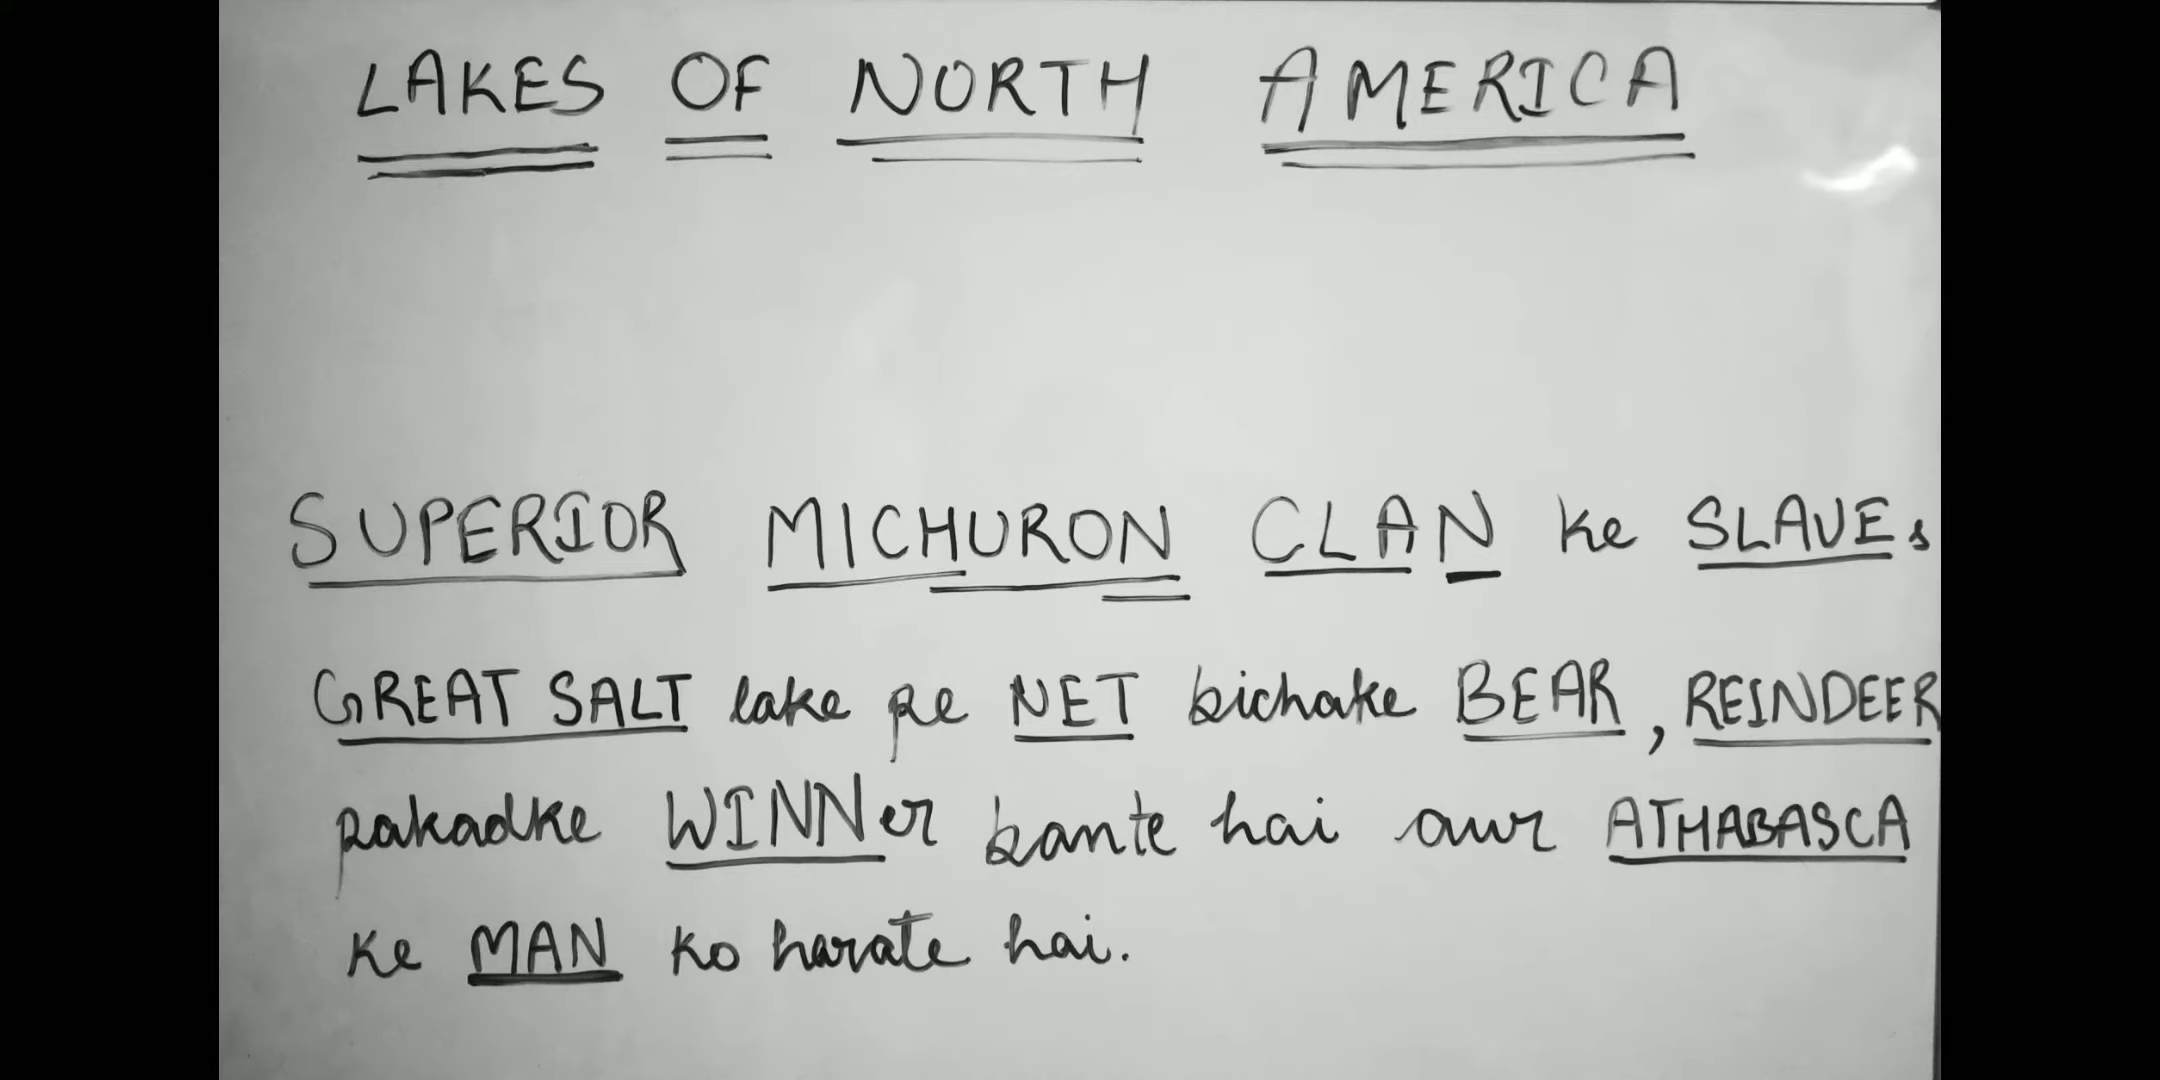 LAKES OF NORTH AMERICA
SUPERIOR MICHURON CLAN ke SLAVEs
GREAT SALT lake pe NET bichake BEAR, REINDEER
pakadke WINNer bante hai aur ATHABASCA
ke MAN ko harate hai.